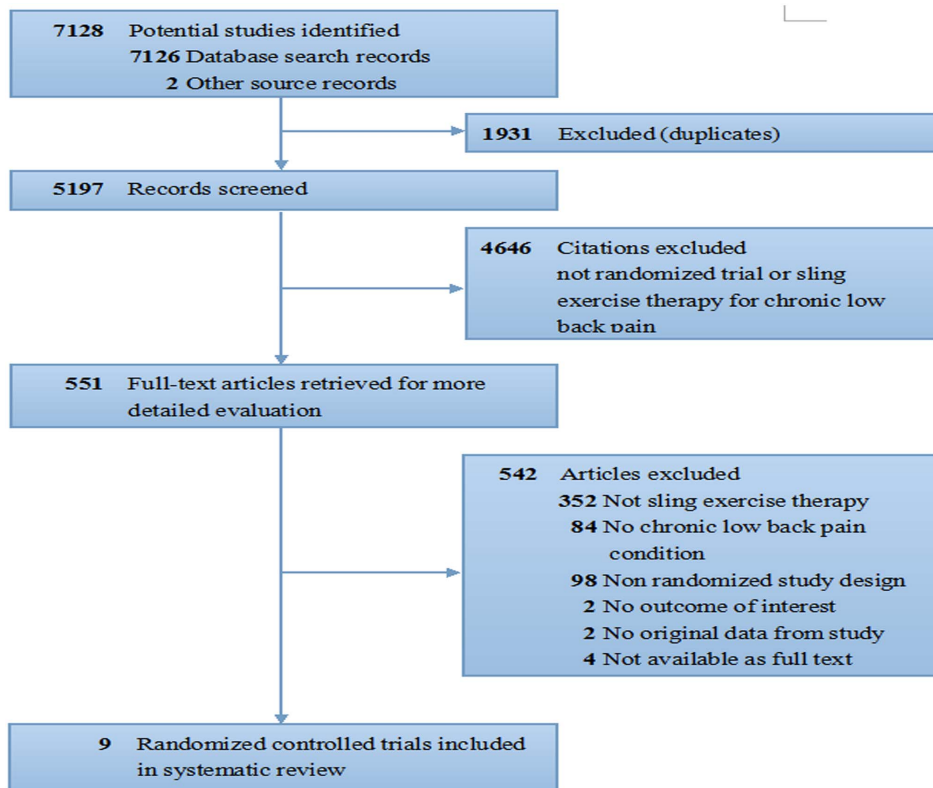 7128 Potential studies identified
7126 Database search records
2 Other source records
1931 Excluded (duplicates)
5197 Records screened
4646 Citations excluded
not randomized trial or sling
exercise therapy for chronic low
back pain
551 Full-text articles retrieved for more
detailed evaluation
542 Articles excluded
352 Not sling exercise therapy
84 No chronic low back pain
condition
98 Non randomized study design
2 No outcome of interest
2 No original data from study
4 Not available as full text
9 Randomized controlled trials included
in systematic review